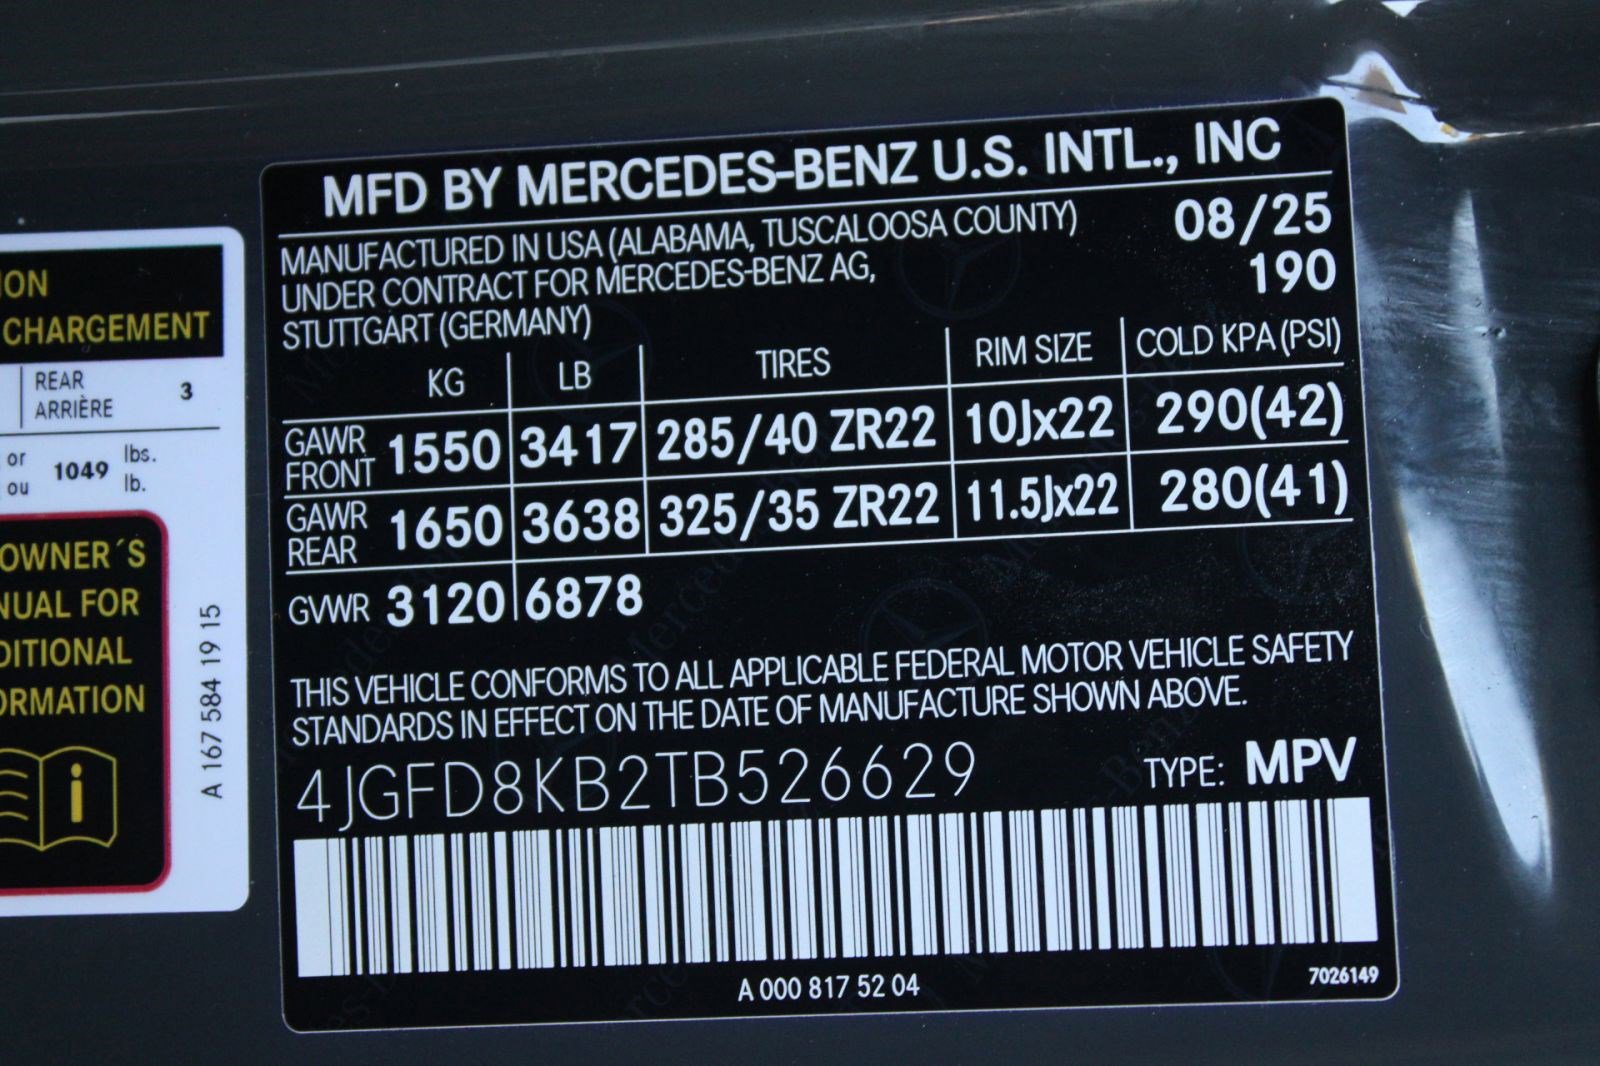 ION
CHARGEMENT
REAR
ARRIÈRE
3
or
ou
1049
lbs.
lb.
OWNER´S
NUAL FOR
DITIONAL
ORMATION
i
A 167 584 19 15
MFD BY MERCEDES-BENZ U.S. INTL., INC
MANUFACTURED IN USA (ALABAMA, TUSCALOOSA COUNTY) 08/25
UNDER CONTRACT FOR MERCEDES-BENZ AG, 190
STUTTGART (GERMANY)
KG LB TIRES RIM SIZE COLD KPA (PSI)
GAWR FRONT 1550 3417 285/40 ZR22 10Jx22 290(42)
GAWR REAR 1650 3638 325/35 ZR22 11.5Jx22 280(41)
GVWR 3120 6878
THIS VEHICLE CONFORMS TO ALL APPLICABLE FEDERAL MOTOR VEHICLE SAFETY
STANDARDS IN EFFECT ON THE DATE OF MANUFACTURE SHOWN ABOVE.
4JGFD8KB2TB526629 TYPE: MPV
A 000 817 52 04
7026149